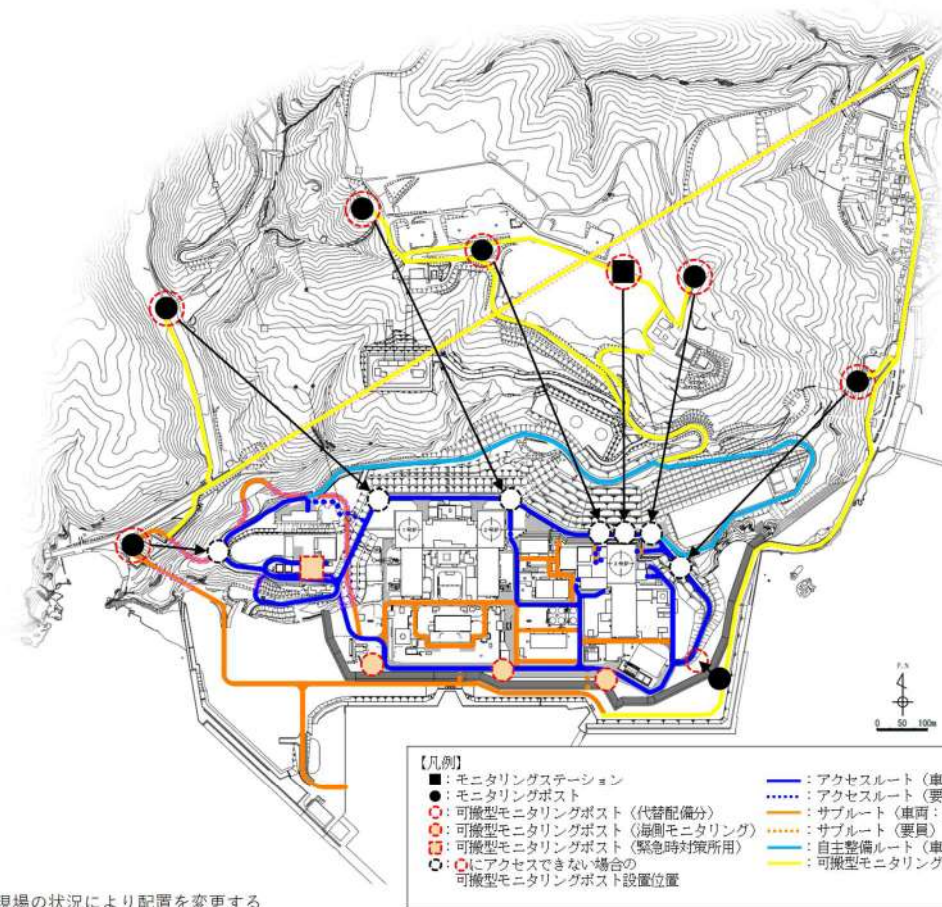 P.N
0 50 100m
【凡例】
■：モニタリングステーション
●：モニタリングポスト
：可搬型モニタリングポスト（代替配備分）
：可搬型モニタリングポスト（海側モニタリング）
：可搬型モニタリングポスト（緊急時対策所用）
：にアクセスできない場合の
可搬型モニタリングポスト設置位置
：アクセスルート（車
：アクセスルート（要
：サブルート（車両：
：サブルート（要員）
：自主整備ルート（車
：可搬型モニタリング
現場の状況により配置を変更する